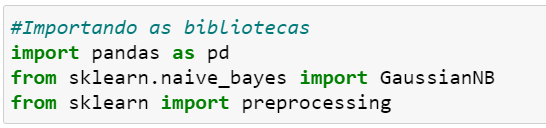 #Importando as bibliotecas
import pandas as pd
from sklearn.naive_bayes import GaussianNB
from sklearn import preprocessing